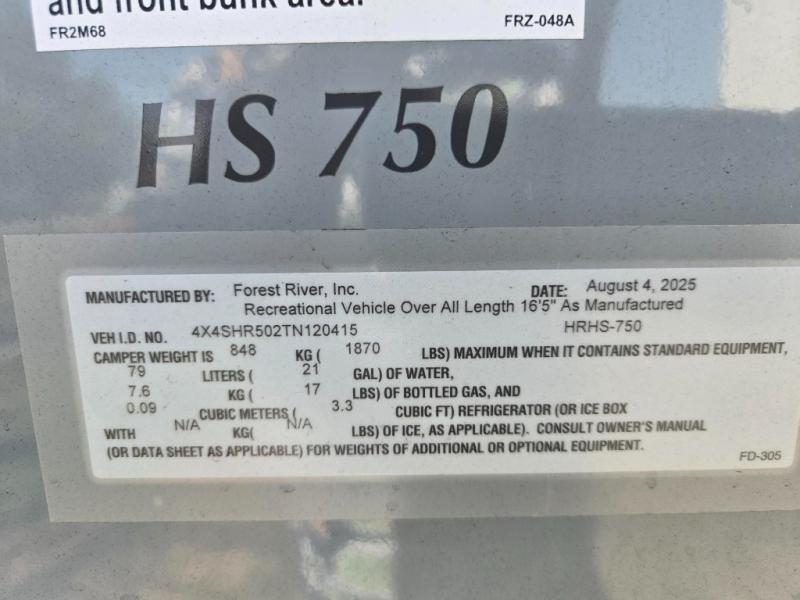 and front bunk area.
FR2M68 FRZ-048A
HS 750
MANUFACTURED BY: Forest River, Inc. DATE: August 4, 2025
Recreational Vehicle Over All Length 16'5" As Manufactured
VEH I.D. NO. 4X4SHR502TN120415 HRHS-750
CAMPER WEIGHT IS 848 KG ( 1870 LBS) MAXIMUM WHEN IT CONTAINS STANDARD EQUIPMENT,
79 LITERS ( 21 GAL) OF WATER,
7.6 KG ( 17 LBS) OF BOTTLED GAS, AND
0.09 CUBIC METERS ( 3.3 CUBIC FT) REFRIGERATOR (OR ICE BOX
WITH N/A KG( N/A LBS) OF ICE, AS APPLICABLE). CONSULT OWNER'S MANUAL
(OR DATA SHEET AS APPLICABLE) FOR WEIGHTS OF ADDITIONAL OR OPTIONAL EQUIPMENT.
FD-305